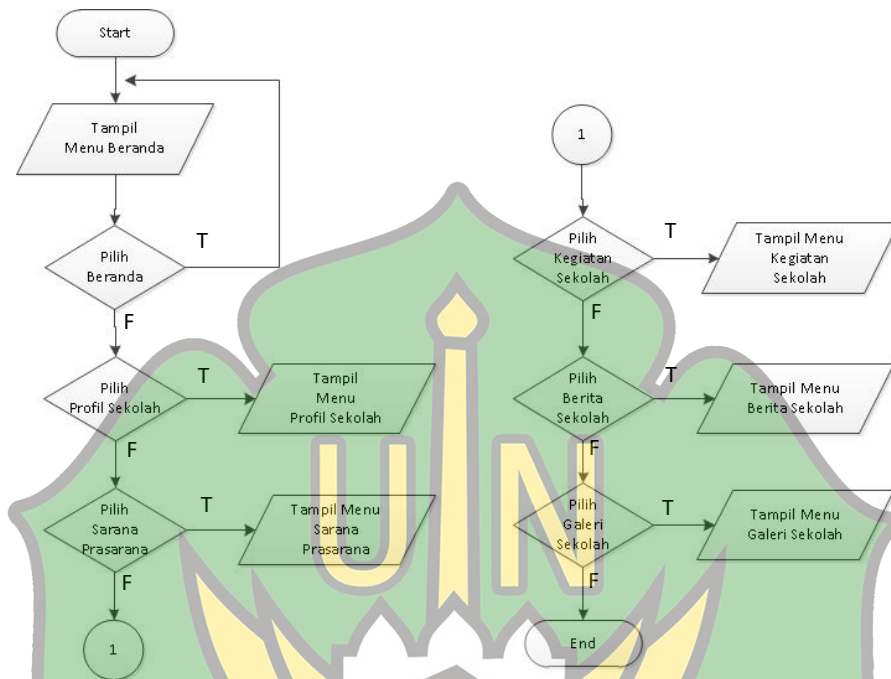 Start
Tampil
Menu Beranda
Pilih
Beranda
T
F
Pilih
Profil Sekolah
T
Tampil
Menu
Profil Sekolah
F
Pilih
Sarana
Prasarana
T
Tampil Menu
Sarana
Prasarana
F
1
1
Pilih
Kegiatan
Sekolah
T
Tampil Menu
Kegiatan
Sekolah
F
Pilih
Berita
Sekolah
T
Tampil Menu
Berita Sekolah
F
Pilih
Galeri
Sekolah
T
Tampil Menu
Galeri Sekolah
F
End
UIN